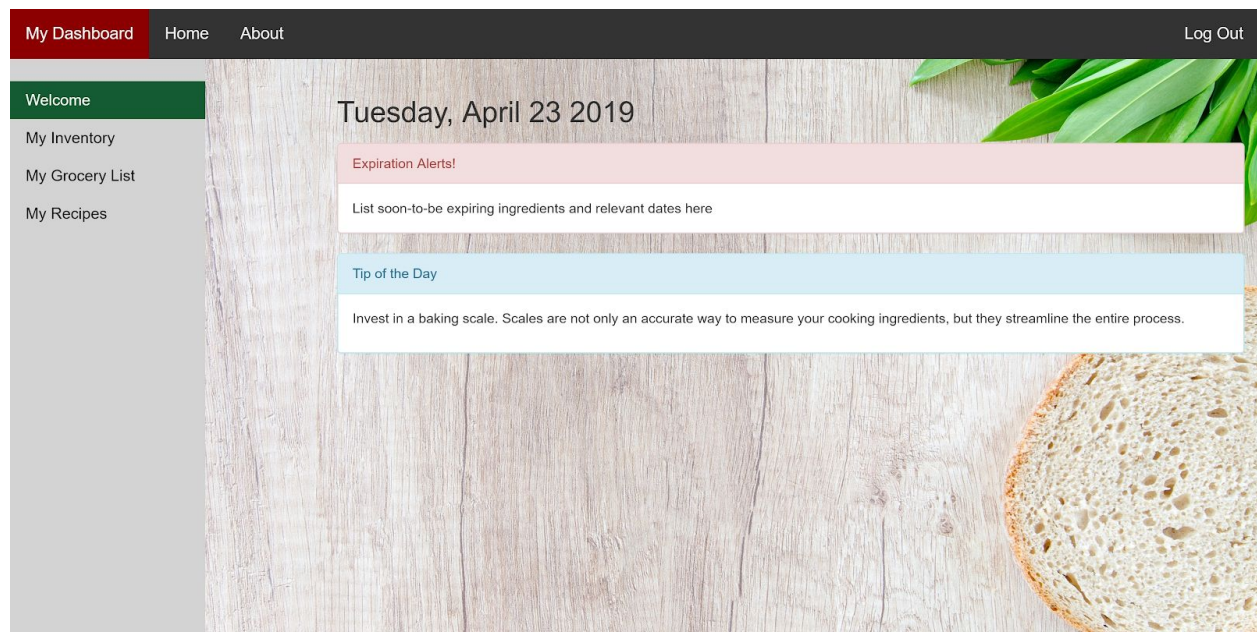 My Dashboard Home About Log Out
Welcome
My Inventory
My Grocery List
My Recipes
Tuesday, April 23 2019
Expiration Alerts!
List soon-to-be expiring ingredients and relevant dates here
Tip of the Day
Invest in a baking scale. Scales are not only an accurate way to measure your cooking ingredients, but they streamline the entire process.